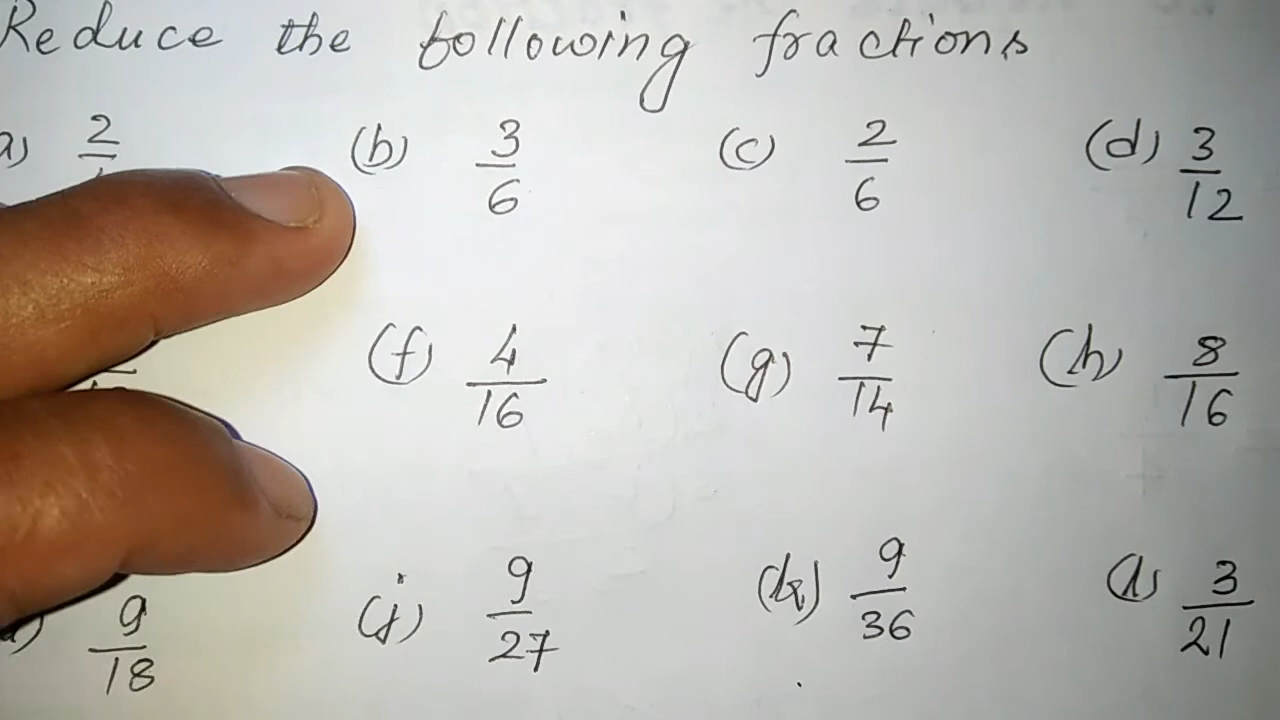 Reduce the following fractions
a) 2 (b) 3/6 (c) 2/6 (d) 3/12
(f) 4/16 (g) 7/14 (h) 8/16
9/18 (j) 9/27 (k) 9/36 (l) 3/21